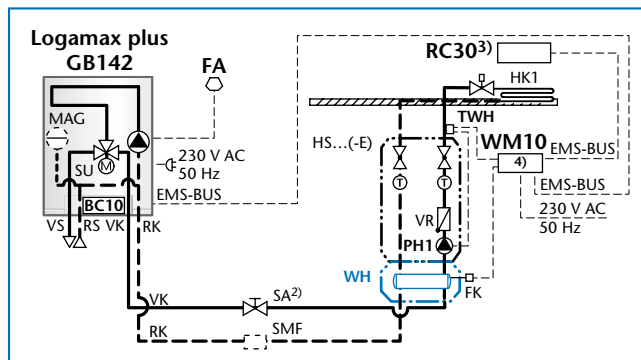 Logamax plus
GB142
FA
RC30³⁾
HK1
MAG
TWH
HS...(-E)
WM10
4)
EMS-BUS
SU
M
230 V AC
50 Hz
T
T
EMS-BUS
EMS-BUS
BC10
230 V AC
50 Hz
VR
VS
RS
VK
RK
PH1
WH
FK
VK
SA²⁾
RK
SMF